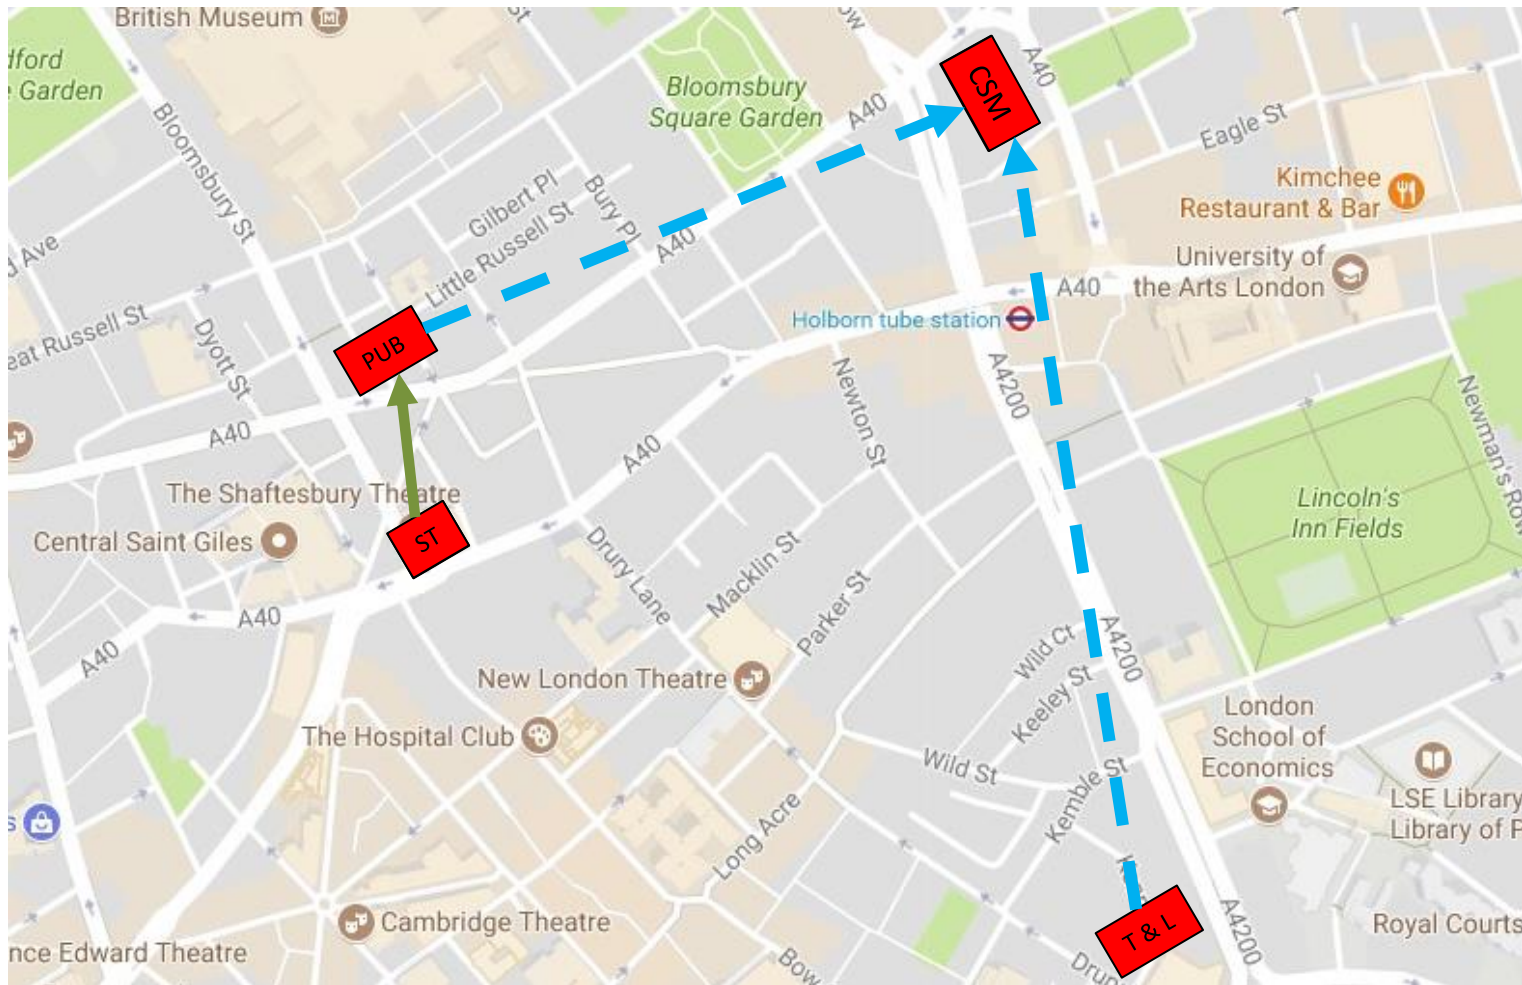 British Museum
St
ow
dford
e Garden
Bloomsbury
Square Garden
A40
CSM
A40
Bloomsbury St
Eagle St
Kimchee
Restaurant & Bar
Gilbert Pl
Bury Pl
Little Russell St
A40
d Ave
University of
the Arts London
A40
Holborn tube station
eat Russell St
Dyott St
PUB
A4200
Newton St
Newman's Row
A40
A40
The Shaftesbury Theatre
Lincoln's
Inn Fields
Central Saint Giles
ST
Drury Lane
Macklin St
Parker St
A40
A40
Wild Ct
A4200
Keeley St
New London Theatre
London
School of
Economics
The Hospital Club
Wild St
Kemble St
LSE Library
Library of P
s
Long Acre
Cambridge Theatre
T & L
A4200
Royal Courts
nce Edward Theatre
Bow
Drur